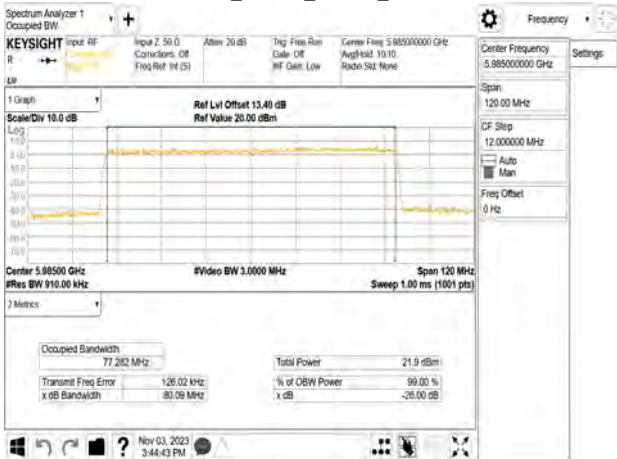 Spectrum Analyzer 1
Occupied BW
+
Frequency
KEYSIGHT
R
Input: RF
Input Z: 50 Ω
Corrections: Off
Freq Ref: Int (S)
Atten: 20 dB
Trig: Free Run
Gate: Off
#IF Gain: Low
Center Freq: 5.985000000 GHz
Avg|Hold: 10/10
Radio Std: None
Center Frequency
5.985000000 GHz
Settings
Span
120.00 MHz
CF Step
12.000000 MHz
Auto
Man
Freq Offset
0 Hz
1 Graph
Scale/Div 10.0 dB
Ref Lvl Offset 13.40 dB
Ref Value 20.00 dBm
Log
Center 5.98500 GHz
#Video BW 3.0000 MHz
Span 120 MHz
#Res BW 910.00 kHz
Sweep 1.00 ms (1001 pts)
2 Metrics
Occupied Bandwidth
77.282 MHz
Total Power
21.9 dBm
Transmit Freq Error
126.02 kHz
% of OBW Power
99.00 %
x dB Bandwidth
80.09 MHz
x dB
-26.00 dB
?
Nov 03, 2023
3:44:43 PM